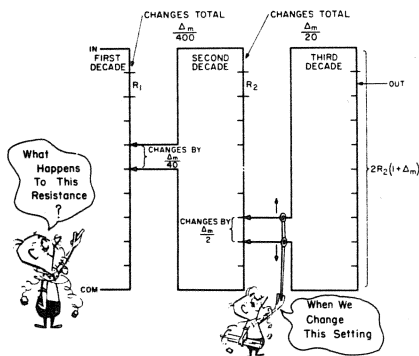 CHANGES TOTAL
Δm
400
CHANGES TOTAL
Δm
20
IN
FIRST
DECADE
SECOND
DECADE
THIRD
DECADE
R1
R2
OUT
CHANGES BY
Δm
40
2R2(1+Δm)
What
Happens
To This
Resistance
?
CHANGES BY
Δm
2
COM
When We
Change
This Setting